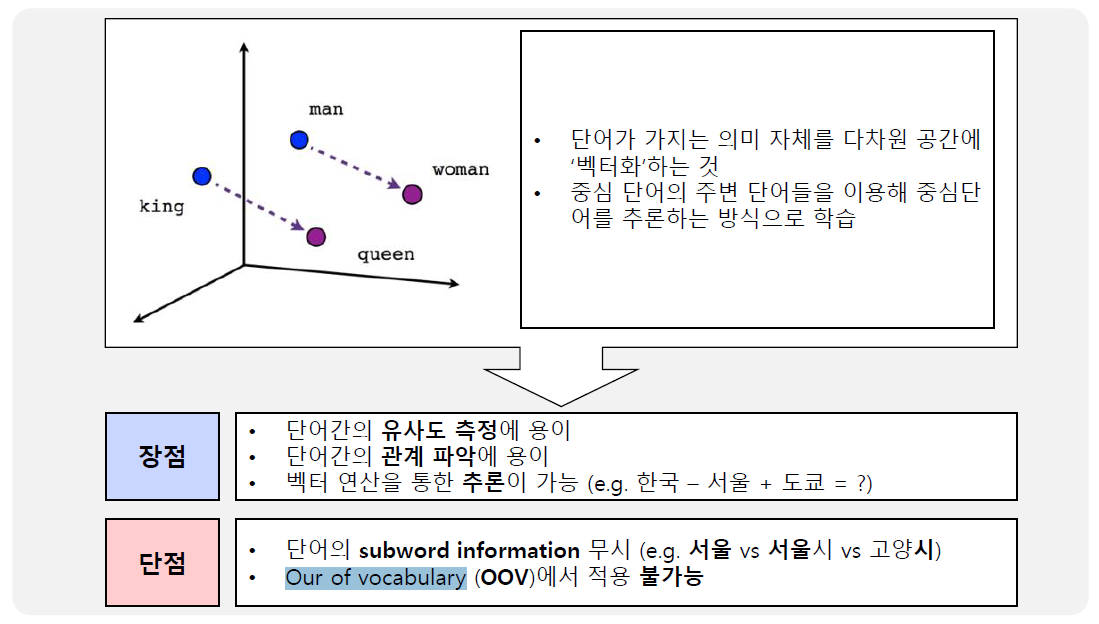 man
woman
king
queen
• 단어가 가지는 의미 자체를 다차원 공간에
‘벡터화’하는 것
• 중심 단어의 주변 단어들을 이용해 중심단
어를 추론하는 방식으로 학습
장점
• 단어간의 유사도 측정에 용이
• 단어간의 관계 파악에 용이
• 벡터 연산을 통한 추론이 가능 (e.g. 한국 – 서울 + 도쿄 = ?)
단점
• 단어의 subword information 무시 (e.g. 서울 vs 서울시 vs 고양시)
• Our of vocabulary (OOV)에서 적용 불가능